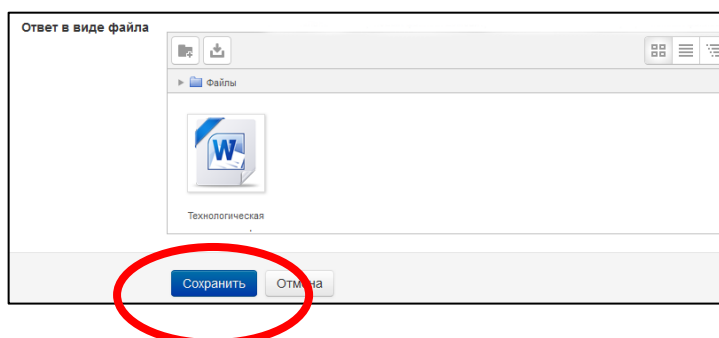 Ответ в виде файла
Файлы
W
Технологическая
Сохранить Отмена